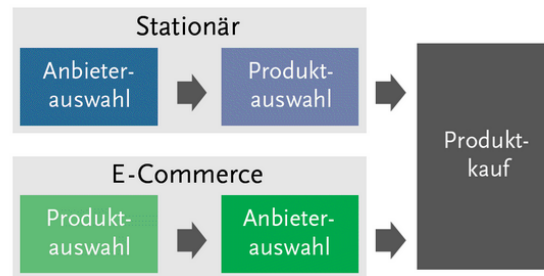 Stationär
Anbieter-
auswahl
Produkt-
auswahl
E-Commerce
Produkt-
auswahl
Anbieter-
auswahl
Produkt-
kauf